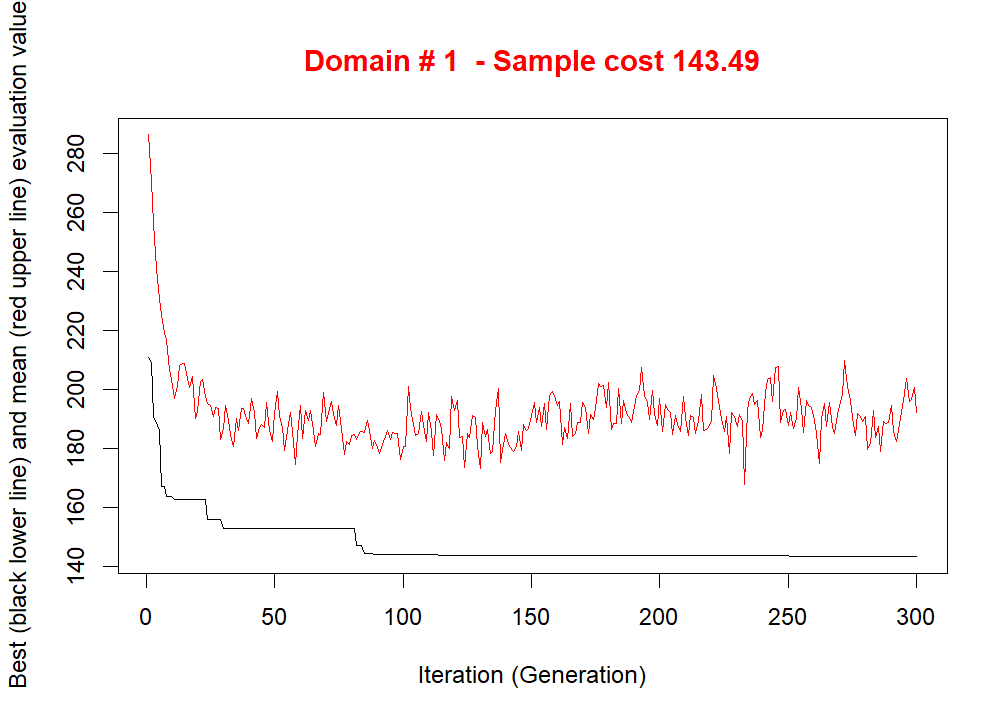 Domain # 1  - Sample cost 143.49
Best (black lower line) and mean (red upper line) evaluation value
280
260
240
220
200
180
160
140
0 50 100 150 200 250 300
Iteration (Generation)